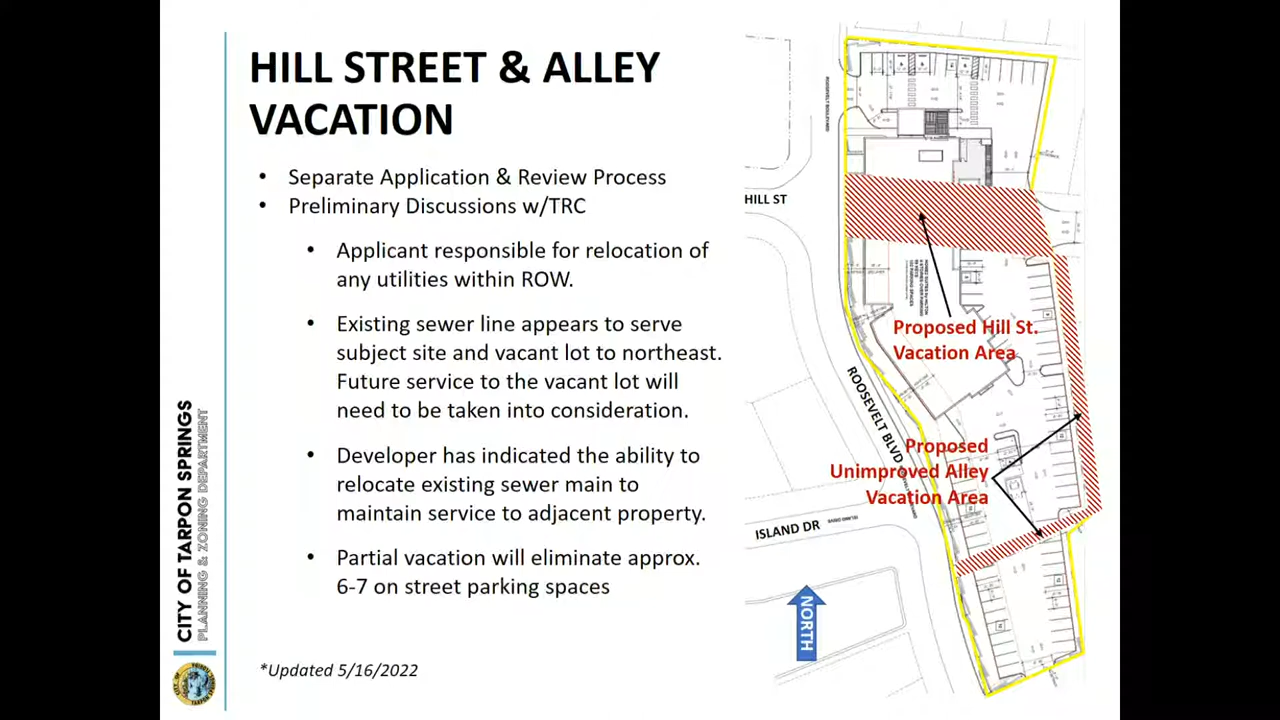 HILL STREET & ALLEY
VACATION
• Separate Application & Review Process
• Preliminary Discussions w/TRC
• Applicant responsible for relocation of
any utilities within ROW.
• Existing sewer line appears to serve
subject site and vacant lot to northeast.
Future service to the vacant lot will
need to be taken into consideration.
• Developer has indicated the ability to
relocate existing sewer main to
maintain service to adjacent property.
• Partial vacation will eliminate approx.
6-7 on street parking spaces
*Updated 5/16/2022
CITY OF TARPON SPRINGS
PLANNING & ZONING DEPARTMENT
ROOSEVELT BOULEVARD
HILL ST
Proposed Hill St.
Vacation Area
ROOSEVELT BLVD
Proposed
Unimproved Alley
Vacation Area
ISLAND DR
ISLAND DRIVE
NORTH